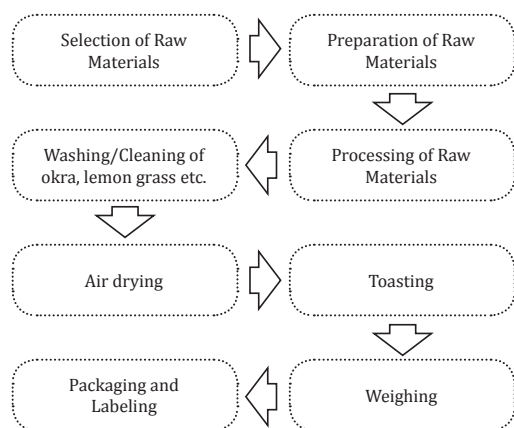 Selection of Raw
Materials
Preparation of Raw
Materials
Processing of Raw
Materials
Washing/Cleaning of
okra, lemon grass etc.
Air drying
Toasting
Weighing
Packaging and
Labeling